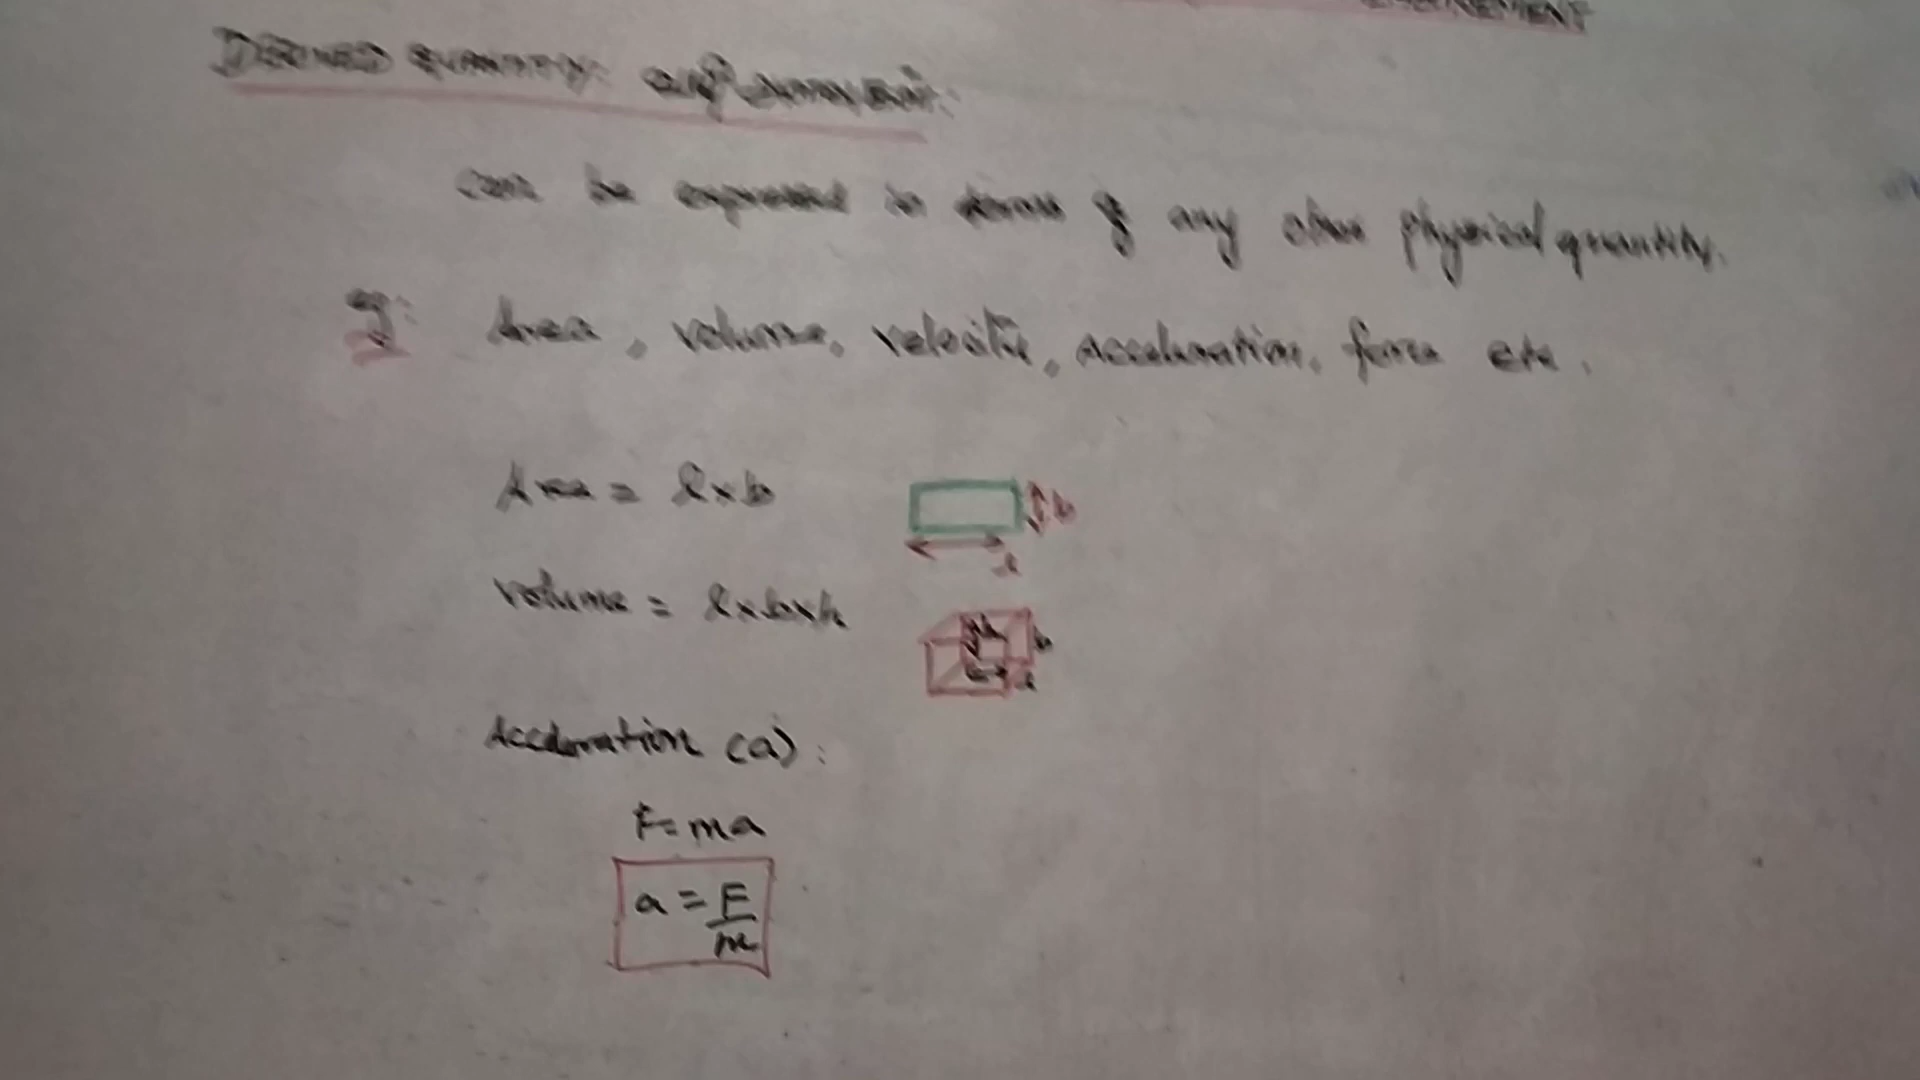 DERIVED QUANTITY:
can be expressed in terms of any other physical quantity.
eg: Area, volume, velocity, acceleration, force etc.
Area = l×b
b
l
volume = l×b×h
h b
l
Acceleration (a):
F=ma
a = F/m